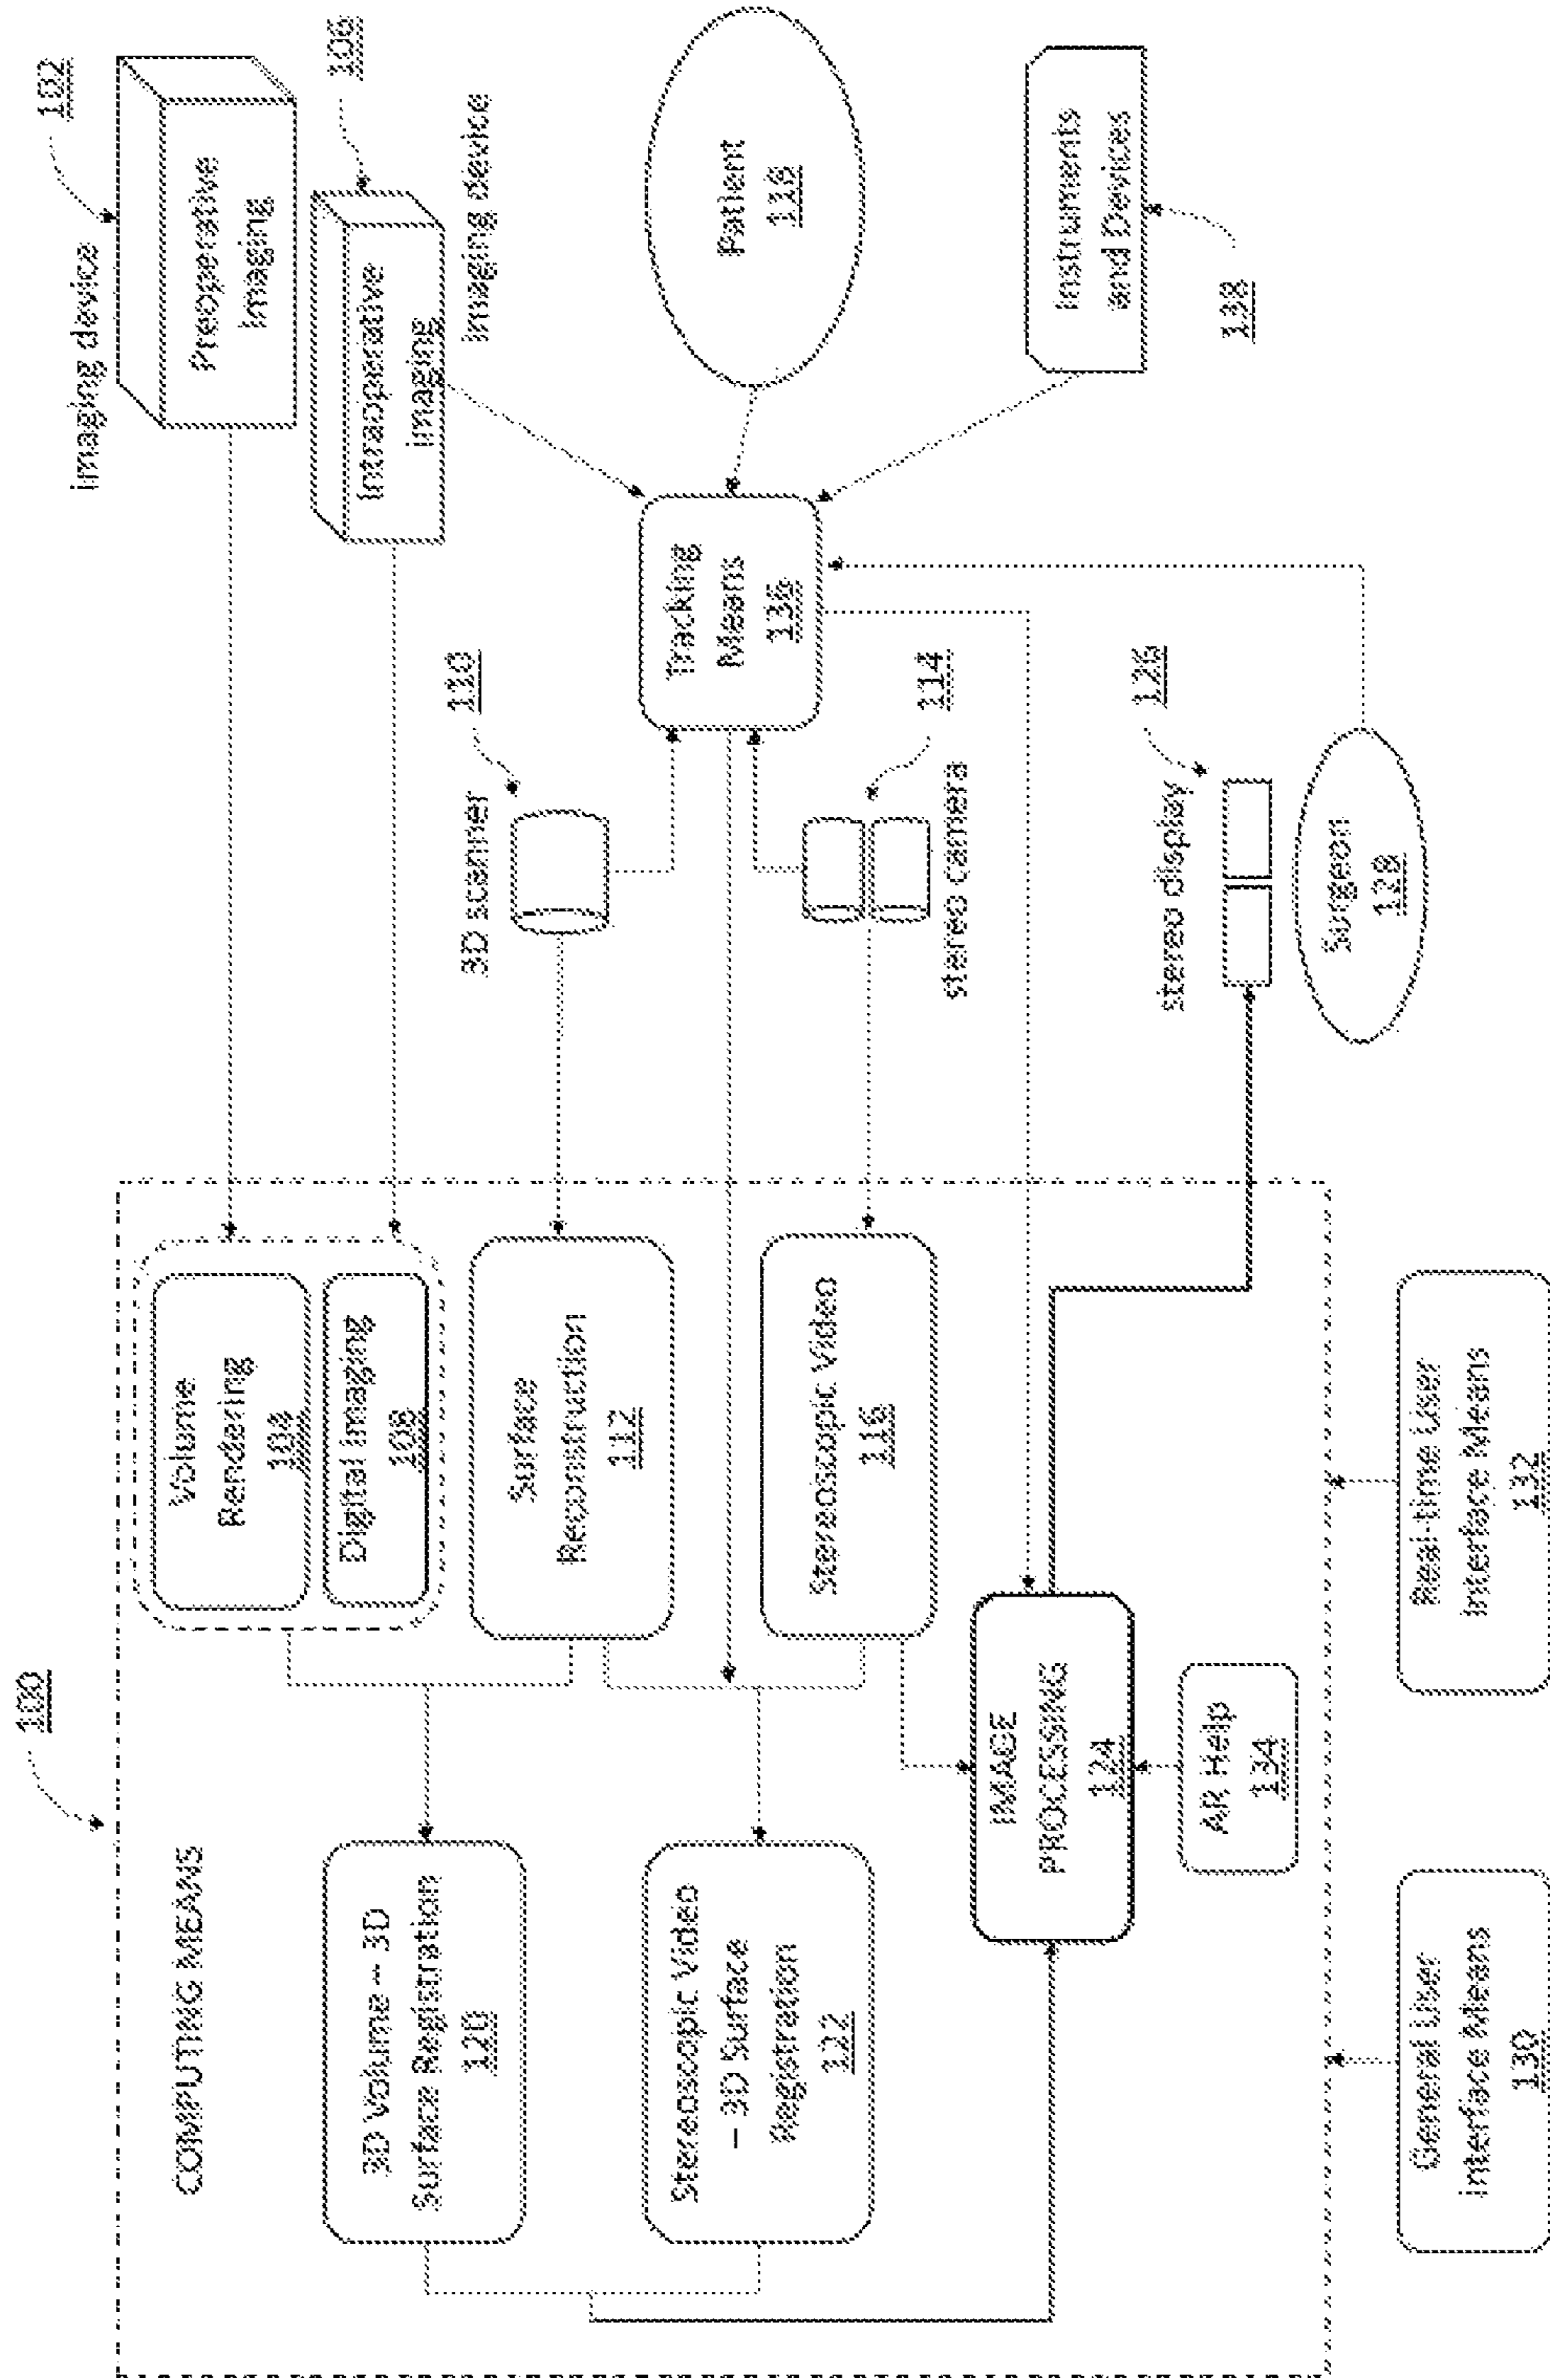 100
COMPUTING MEANS
3D Volume – 3D
Surface Registration
120
Stereoscopic Video
– 3D Surface
Registration
122
Volume
Rendering
104
Digital Imaging
108
Surface
Reconstruction
112
Stereoscopic Video
116
IMAGE
PROCESSING
124
AR Help
134
General User
Interface Means
130
Real-time User
Interface Means
132
3D scanner
110
stereo camera
114
stereo display
126
Surgeon
128
Tracking
Means
136
imaging device
102
Preoperative
Imaging
106
Intraoperative
imaging
imaging device
Patient
118
Instruments
and Devices
138